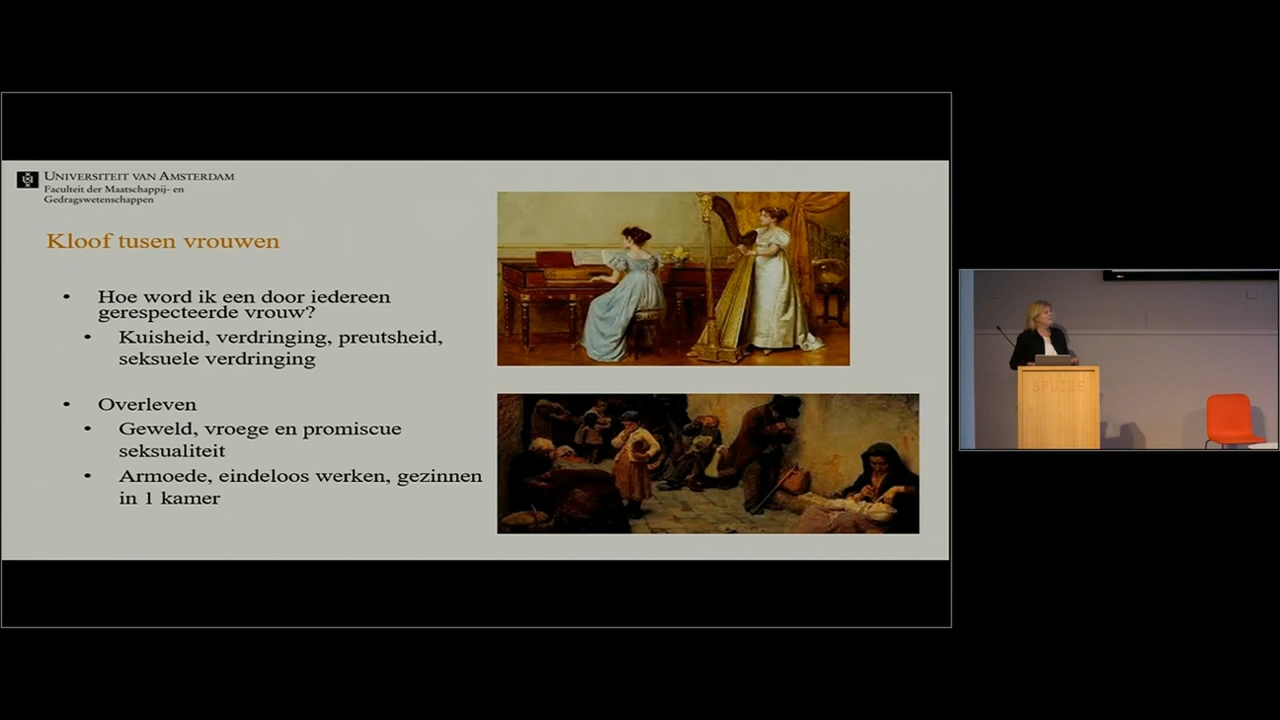 UNIVERSITEIT VAN AMSTERDAM
Faculteit der Maatschappij- en
Gedragswetenschappen
Kloof tusen vrouwen
• Hoe word ik een door iedereen
gerespecteerde vrouw?
• Kuisheid, verdringing, preutsheid,
seksuele verdringing
• Overleven
• Geweld, vroege en promiscue
seksualiteit
• Armoede, eindeloos werken, gezinnen
in 1 kamer